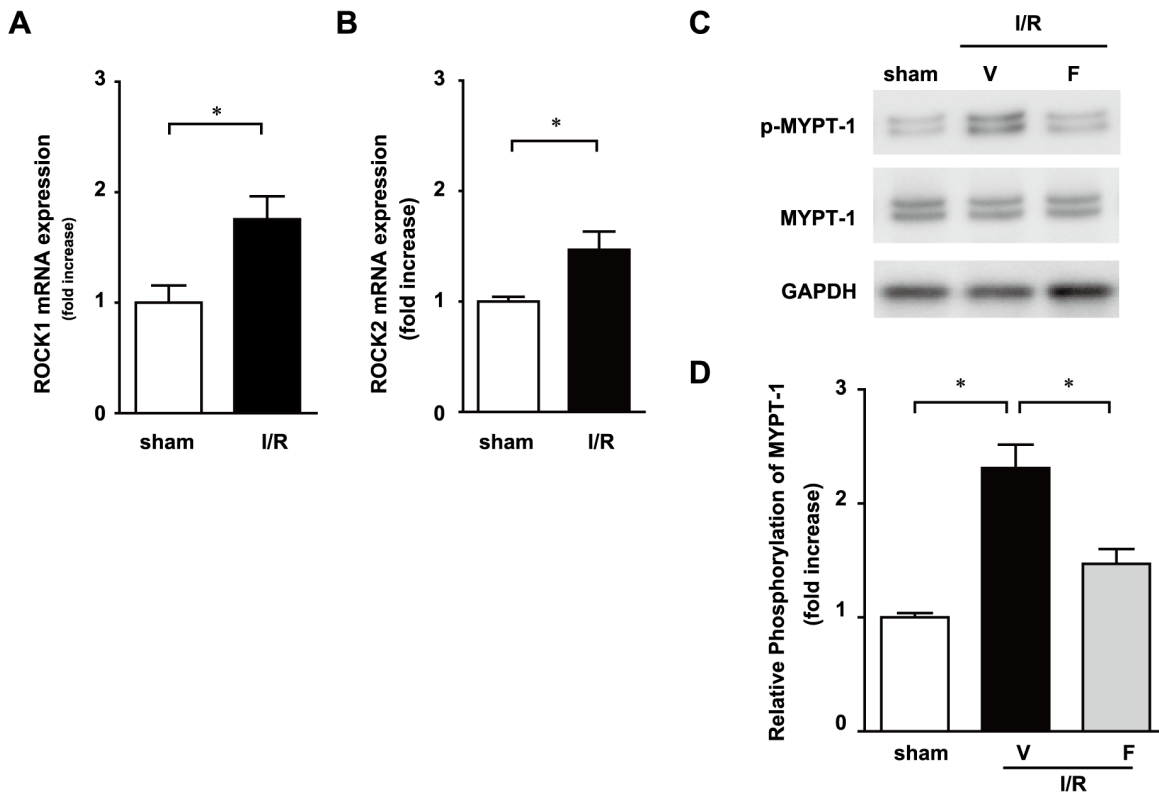 A
ROCK1 mRNA expression
(fold increase)
3
2
1
0
*
sham I/R
B
ROCK2 mRNA expression
(fold increase)
3
2
1
0
*
sham I/R
C
I/R
sham V F
p-MYPT-1
MYPT-1
GAPDH
D
Relative Phosphorylation of MYPT-1
(fold increase)
3
2
1
0
* *
sham V F
I/R